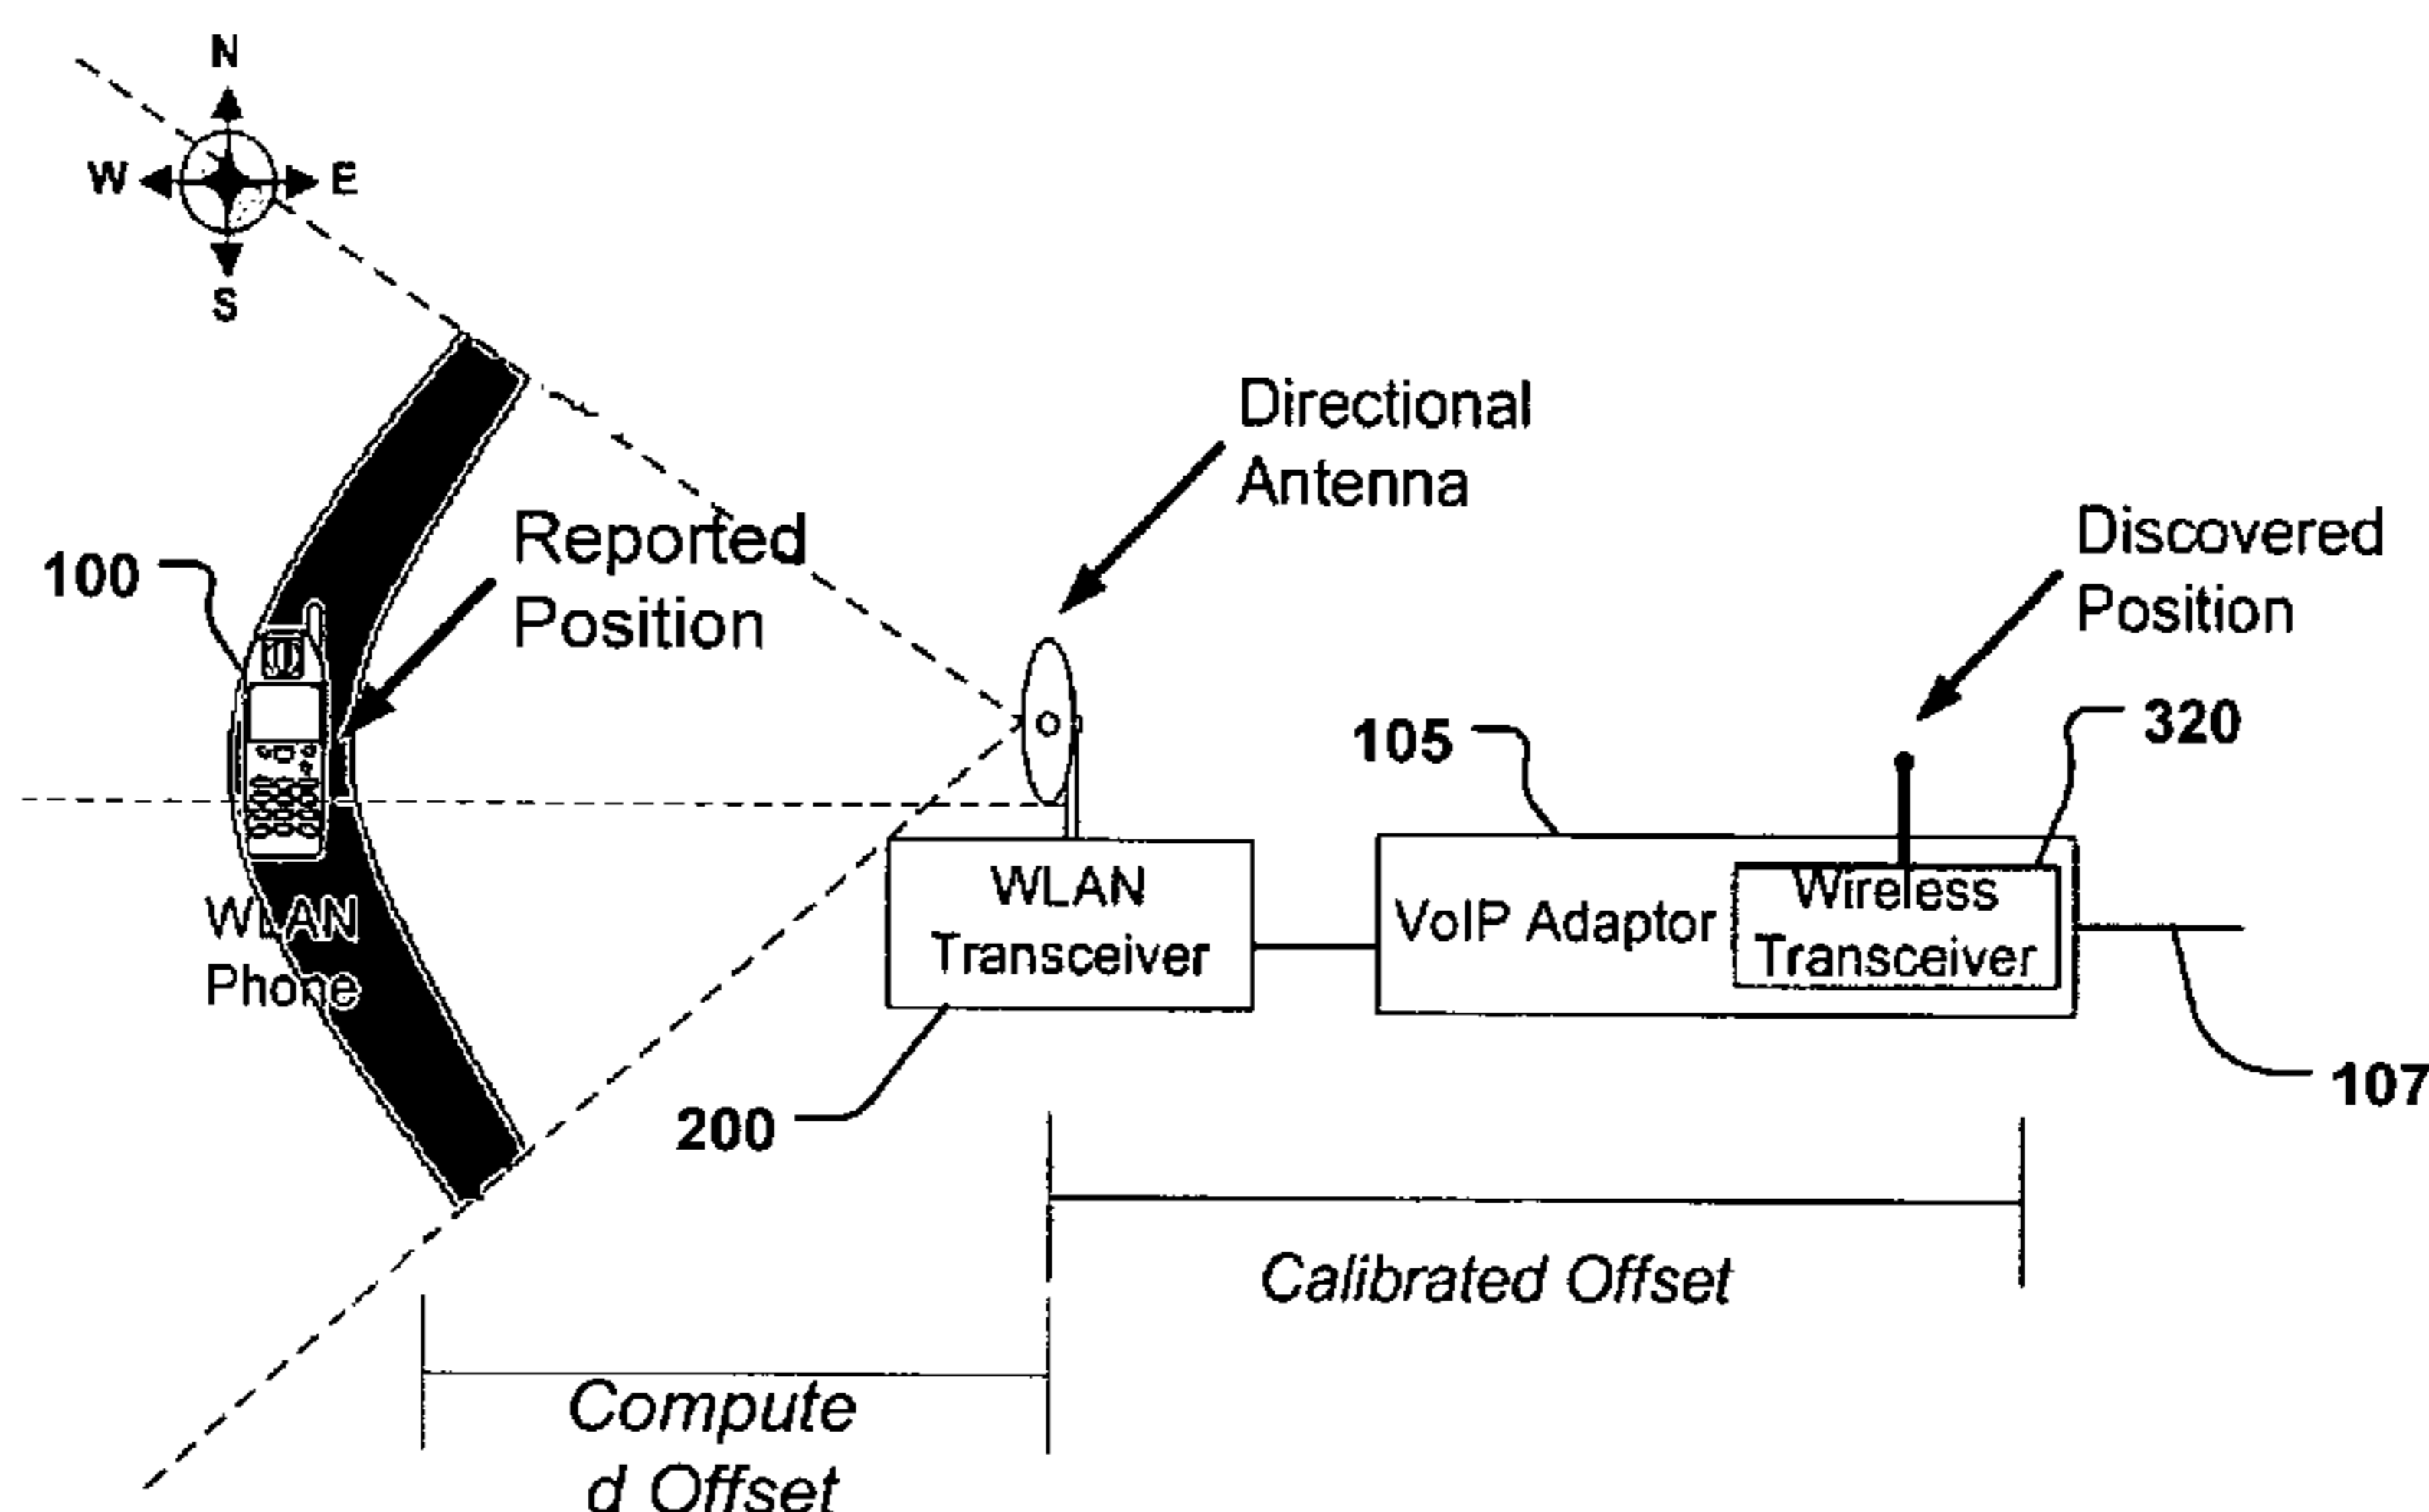 N
W
E
S
Directional
Antenna
Reported
Position
Discovered
Position
100
105
320
WLAN
Phone
WLAN
Transceiver
VoIP Adaptor
Wireless
Transceiver
200
107
Calibrated Offset
Compute
d Offset